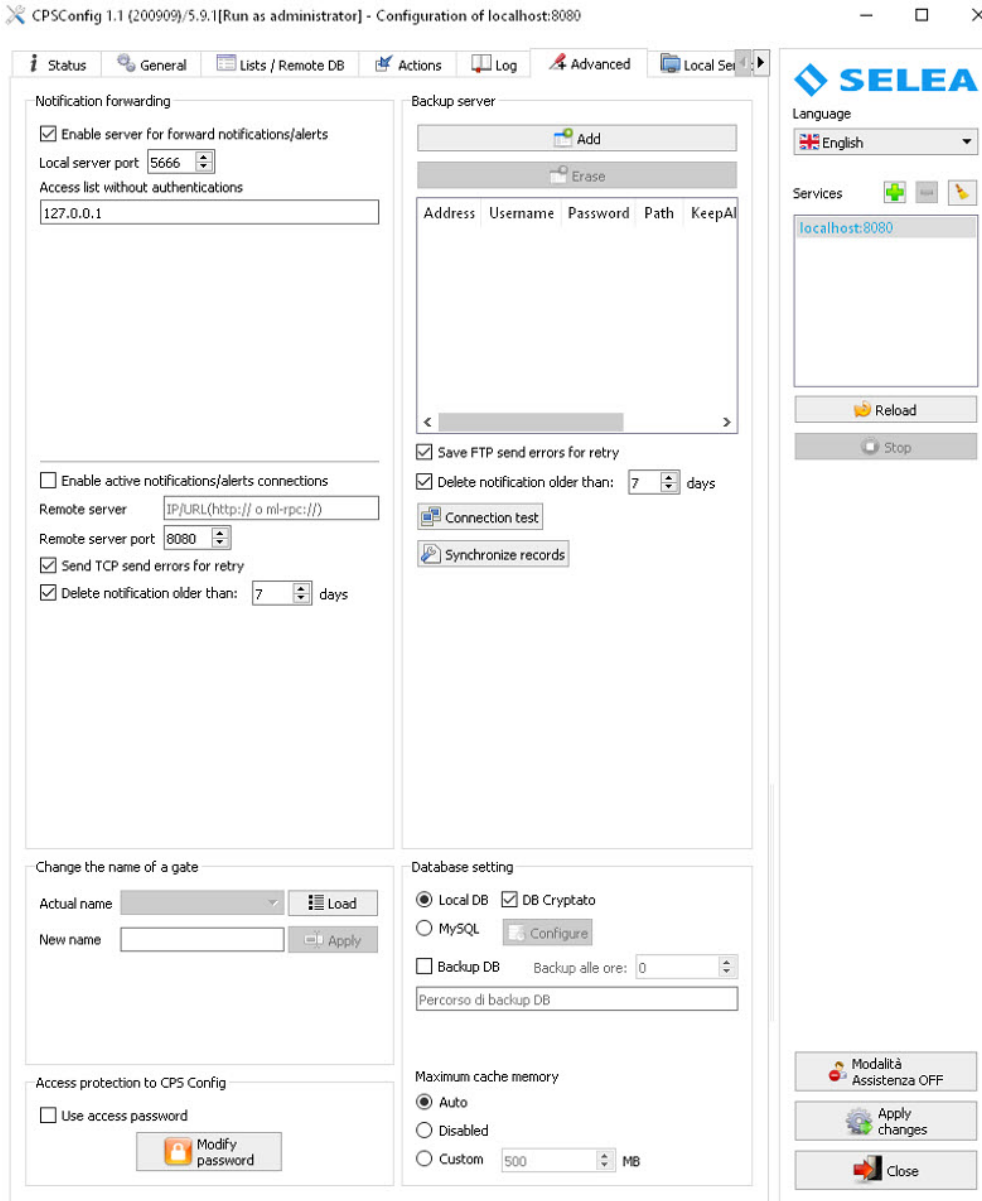 CPSConfig 1.1 (200909)/5.9.1[Run as administrator] - Configuration of localhost:8080
Status
General
Lists / Remote DB
Actions
Log
Advanced
Local Ser
Notification forwarding
Enable server for forward notifications/alerts
Local server port 5666
Access list without authentications
127.0.0.1
Enable active notifications/alerts connections
Remote server IP/URL(http:// o ml-rpc://)
Remote server port 8080
Send TCP send errors for retry
Delete notification older than: 7 days
Backup server
Add
Erase
Address Username Password Path KeepAl
Save FTP send errors for retry
Delete notification older than: 7 days
Connection test
Synchronize records
Change the name of a gate
Actual name Load
New name Apply
Access protection to CPS Config
Use access password
Modify
password
Database setting
Local DB DB Cryptato
MySQL Configure
Backup DB Backup alle ore: 0
Percorso di backup DB
Maximum cache memory
Auto
Disabled
Custom 500 MB
SELEA
Language
English
Services
localhost:8080
Reload
Stop
Modalità
Assistenza OFF
Apply
changes
Close